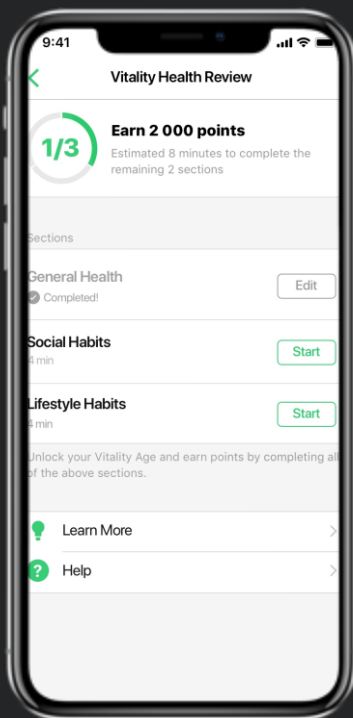 9:41
Vitality Health Review
1/3
Earn 2 000 points
Estimated 8 minutes to complete the
remaining 2 sections
Sections
General Health
Completed!
Edit
Social Habits
4 min
Start
Lifestyle Habits
4 min
Start
Unlock your Vitality Age and earn points by completing all
of the above sections.
Learn More
Help